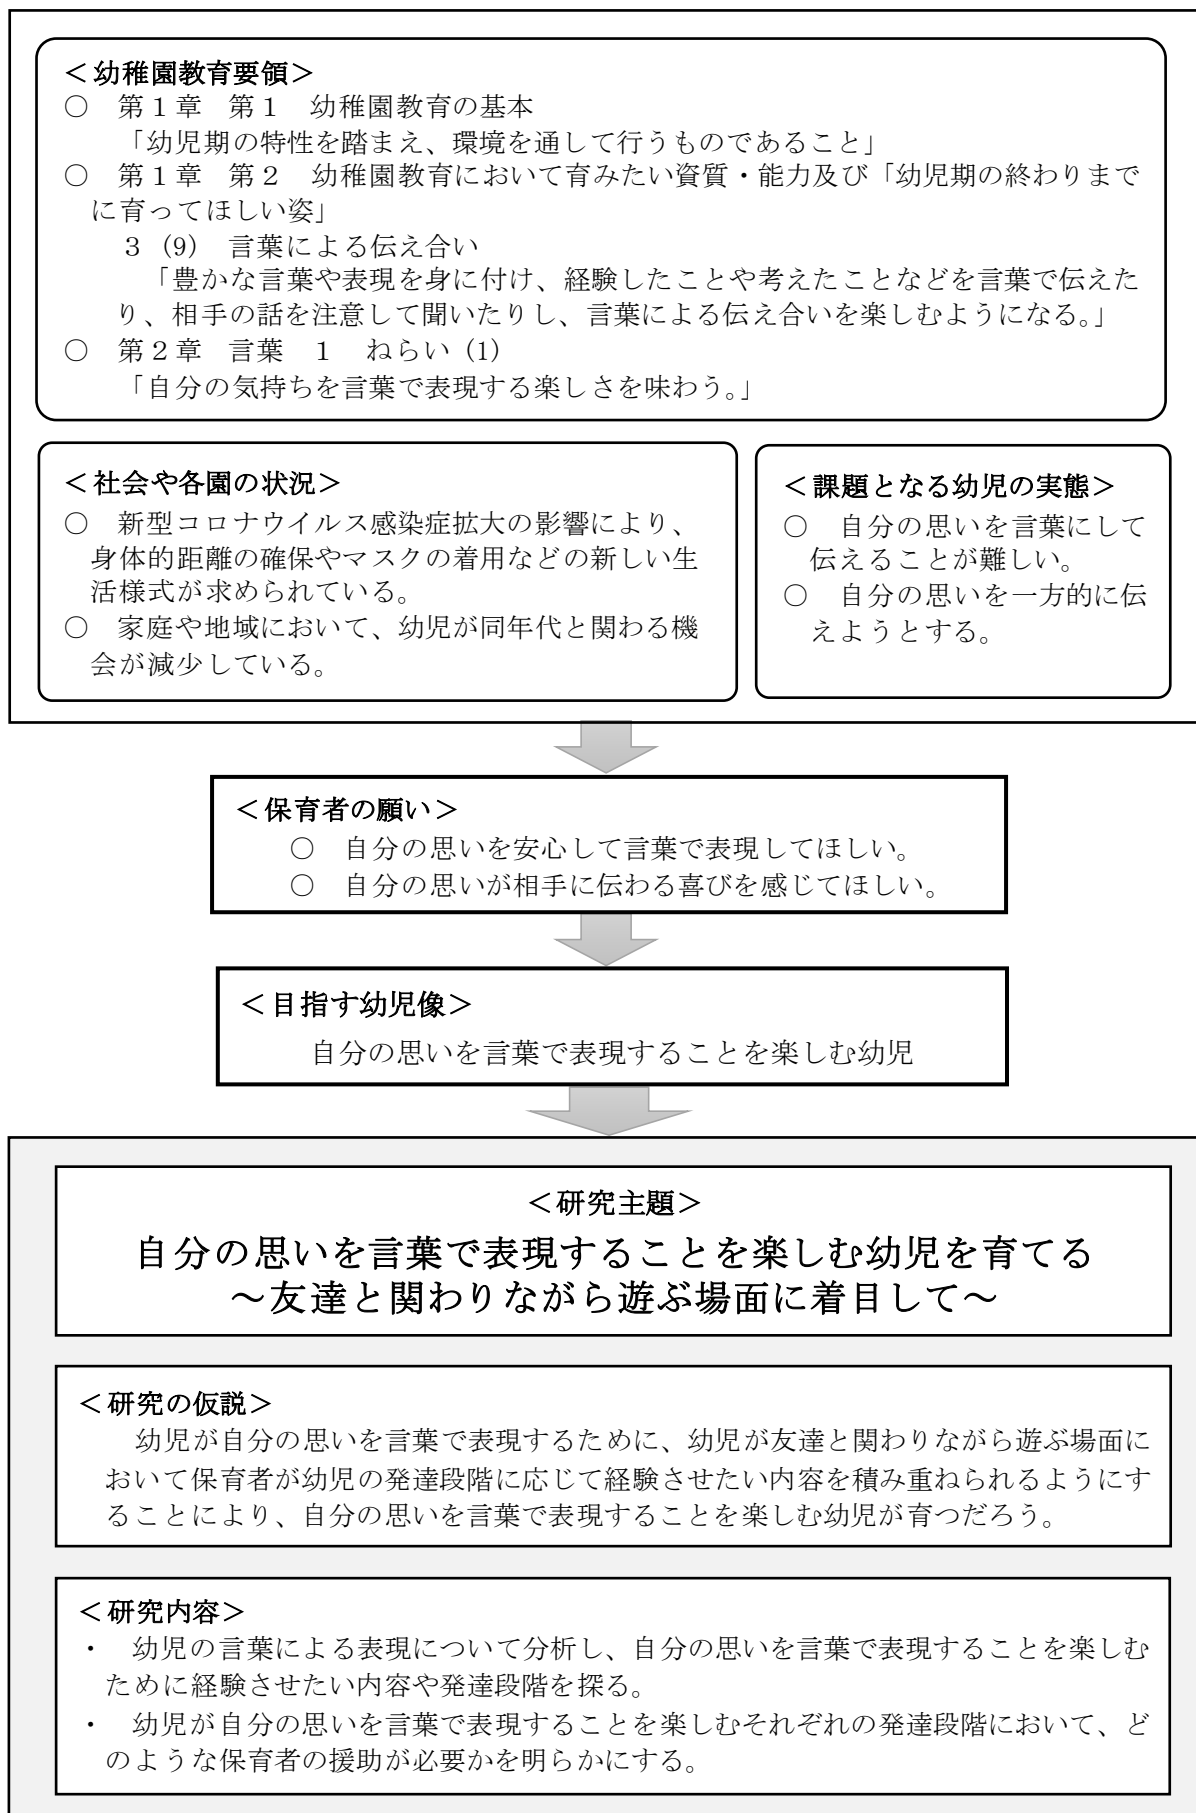 ＜幼稚園教育要領＞
○　第１章　第１　幼稚園教育の基本
「幼児期の特性を踏まえ、環境を通して行うものであること」
○　第１章　第２　幼稚園教育において育みたい資質・能力及び「幼児期の終わりまで
に育ってほしい姿」
３（9）　言葉による伝え合い
「豊かな言葉や表現を身に付け、経験したことや考えたことなどを言葉で伝えた
り、相手の話を注意して聞いたりし、言葉による伝え合いを楽しむようになる。」
○　第２章　言葉　１　ねらい（1）
「自分の気持ちを言葉で表現する楽しさを味わう。」
＜社会や各園の状況＞
○　新型コロナウイルス感染症拡大の影響により、
身体的距離の確保やマスクの着用などの新しい生
活様式が求められている。
○　家庭や地域において、幼児が同年代と関わる機
会が減少している。
＜課題となる幼児の実態＞
○　自分の思いを言葉にして
伝えることが難しい。
○　自分の思いを一方的に伝
えようとする。
＜保育者の願い＞
○　自分の思いを安心して言葉で表現してほしい。
○　自分の思いが相手に伝わる喜びを感じてほしい。
＜目指す幼児像＞
自分の思いを言葉で表現することを楽しむ幼児
＜研究主題＞
自分の思いを言葉で表現することを楽しむ幼児を育てる
～友達と関わりながら遊ぶ場面に着目して～
＜研究の仮説＞
幼児が自分の思いを言葉で表現するために、幼児が友達と関わりながら遊ぶ場面に
おいて保育者が幼児の発達段階に応じて経験させたい内容を積み重ねられるようにす
ることにより、自分の思いを言葉で表現することを楽しむ幼児が育つだろう。
＜研究内容＞
・　幼児の言葉による表現について分析し、自分の思いを言葉で表現することを楽しむ
ために経験させたい内容や発達段階を探る。
・　幼児が自分の思いを言葉で表現することを楽しむそれぞれの発達段階において、ど
のような保育者の援助が必要かを明らかにする。